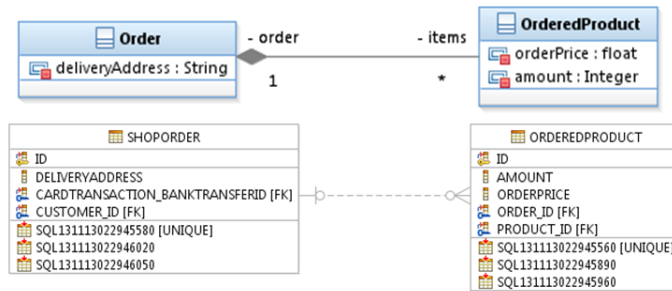 Order
- order
- items
OrderedProduct
deliveryAddress : String
1
*
orderPrice : float
amount : Integer
SHOPORDER
ID
DELIVERYADDRESS
CARDTRANSACTION_BANKTRANSFERID [FK]
CUSTOMER_ID [FK]
SQL131113022945580 [UNIQUE]
SQL131113022946020
SQL131113022946050
ORDEREDPRODUCT
ID
AMOUNT
ORDERPRICE
ORDER_ID [FK]
PRODUCT_ID [FK]
SQL131113022945560 [UNIQUE]
SQL131113022945890
SQL131113022945960